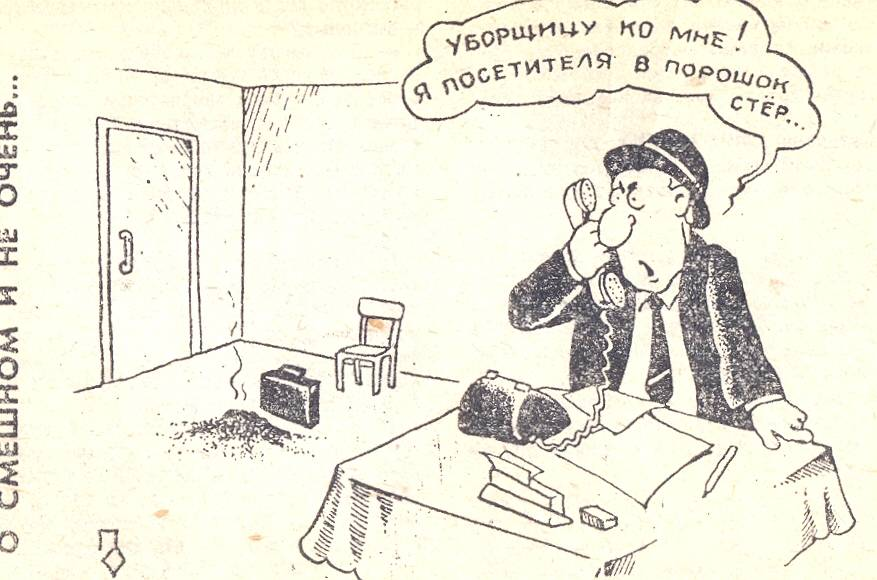 УБОРЩИЦУ КО МНЕ!
Я ПОСЕТИТЕЛЯ В ПОРОШОК
СТЁР...
О СМЕШНОМ И НЕ ОЧЕНЬ...